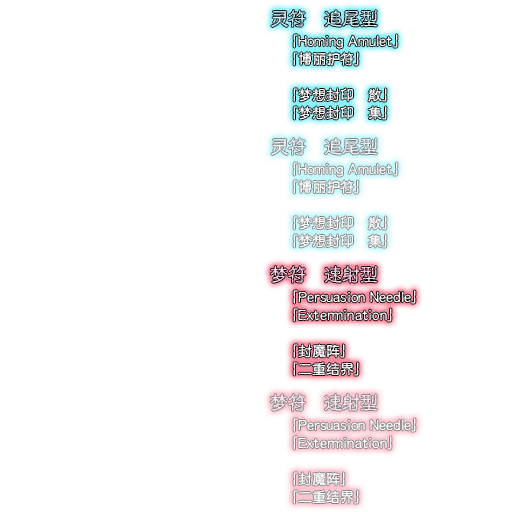 灵符　追尾型
「Homing Amulet」
「博丽护符」
「梦想封印　散」
「梦想封印　集」
灵符　追尾型
「Homing Amulet」
「博丽护符」
「梦想封印　散」
「梦想封印　集」
梦符　速射型
「Persuasion Needle」
「Extermination」
「封魔阵」
「二重结界」
梦符　速射型
「Persuasion Needle」
「Extermination」
「封魔阵」
「二重结界」